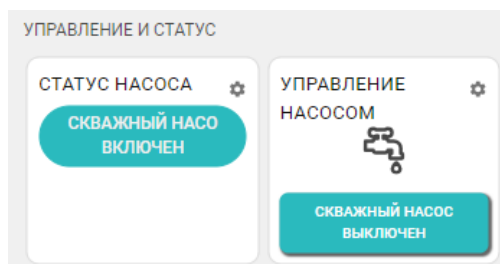 УПРАВЛЕНИЕ И СТАТУС
СТАТУС НАСОСА
СКВАЖНЫЙ НАСО
ВКЛЮЧЕН
УПРАВЛЕНИЕ
НАСОСОМ
СКВАЖНЫЙ НАСОС
ВЫКЛЮЧЕН